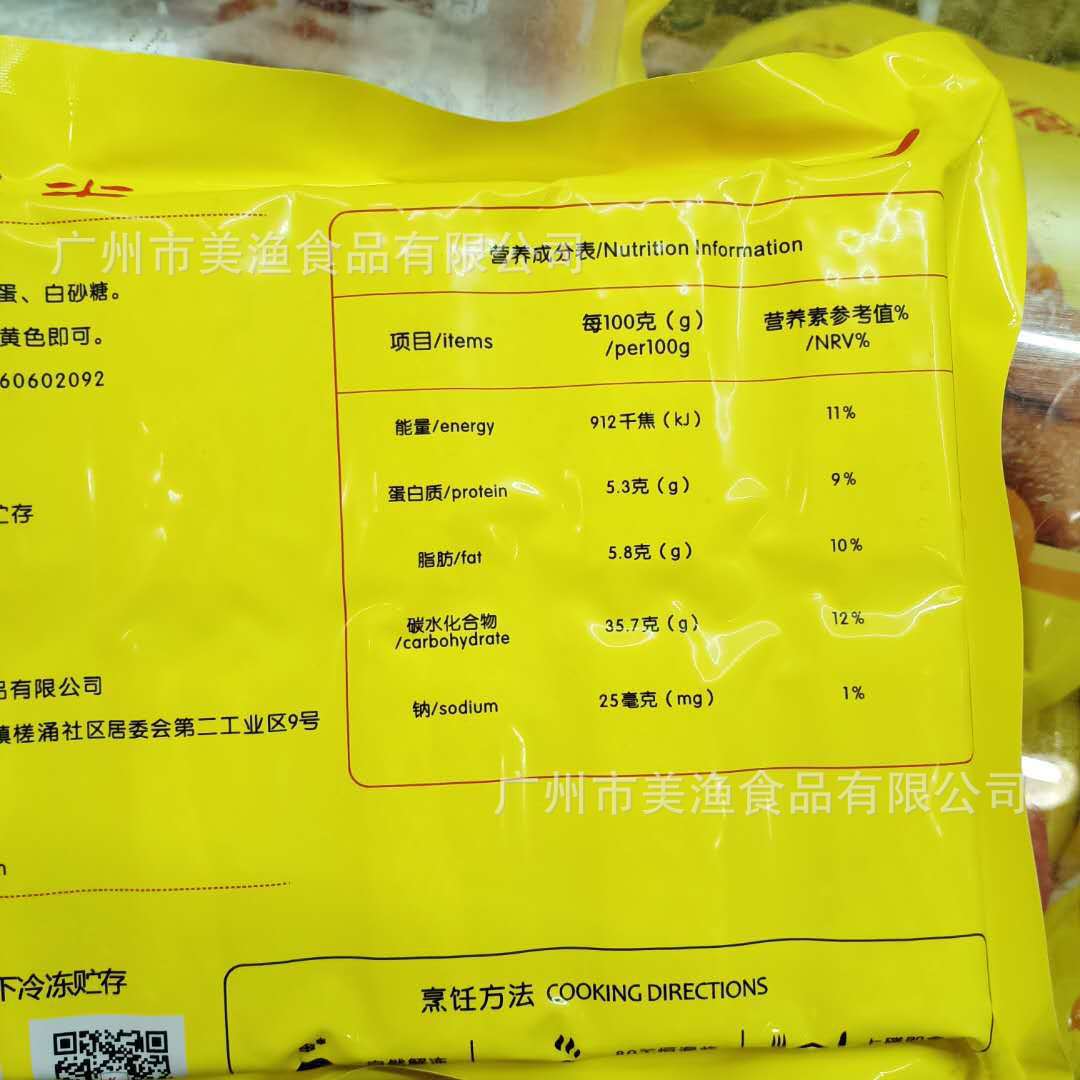 广州市美渔食品有限公司
蛋、白砂糖。
黄色即可。
60602092
贮存
品有限公司
镇槎涌社区居委会第二工业区9号
下冷冻贮存
营养成分表/Nutrition Information
项目/items
每100克（g）
/per100g
营养素参考值%
/NRV%
能量/energy 912千焦（kJ） 11%
蛋白质/protein 5.3克（g） 9%
脂肪/fat 5.8克（g） 10%
碳水化合物
/carbohydrate 35.7克（g） 12%
钠/sodium 25毫克（mg） 1%
广州市美渔食品有限公司
烹饪方法 COOKING DIRECTIONS
自然解冻